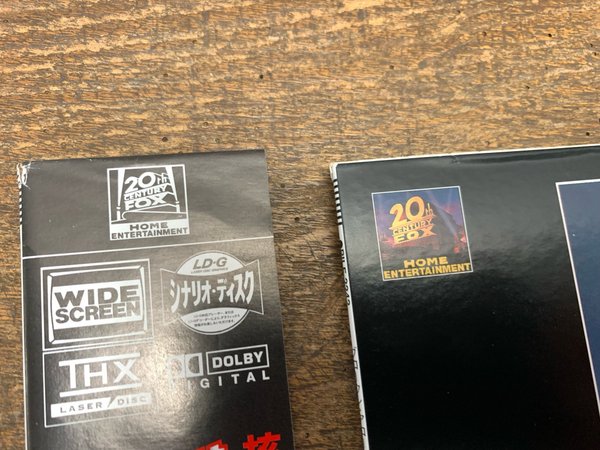 20th
CENTURY
FOX
HOME
ENTERTAINMENT
WIDE
SCREEN
LD-G
シナリオ・ディスク
THX
LASER DISC
DOLBY
DIGITAL
核
20th
CENTURY
FOX
HOME
ENTERTAINMENT